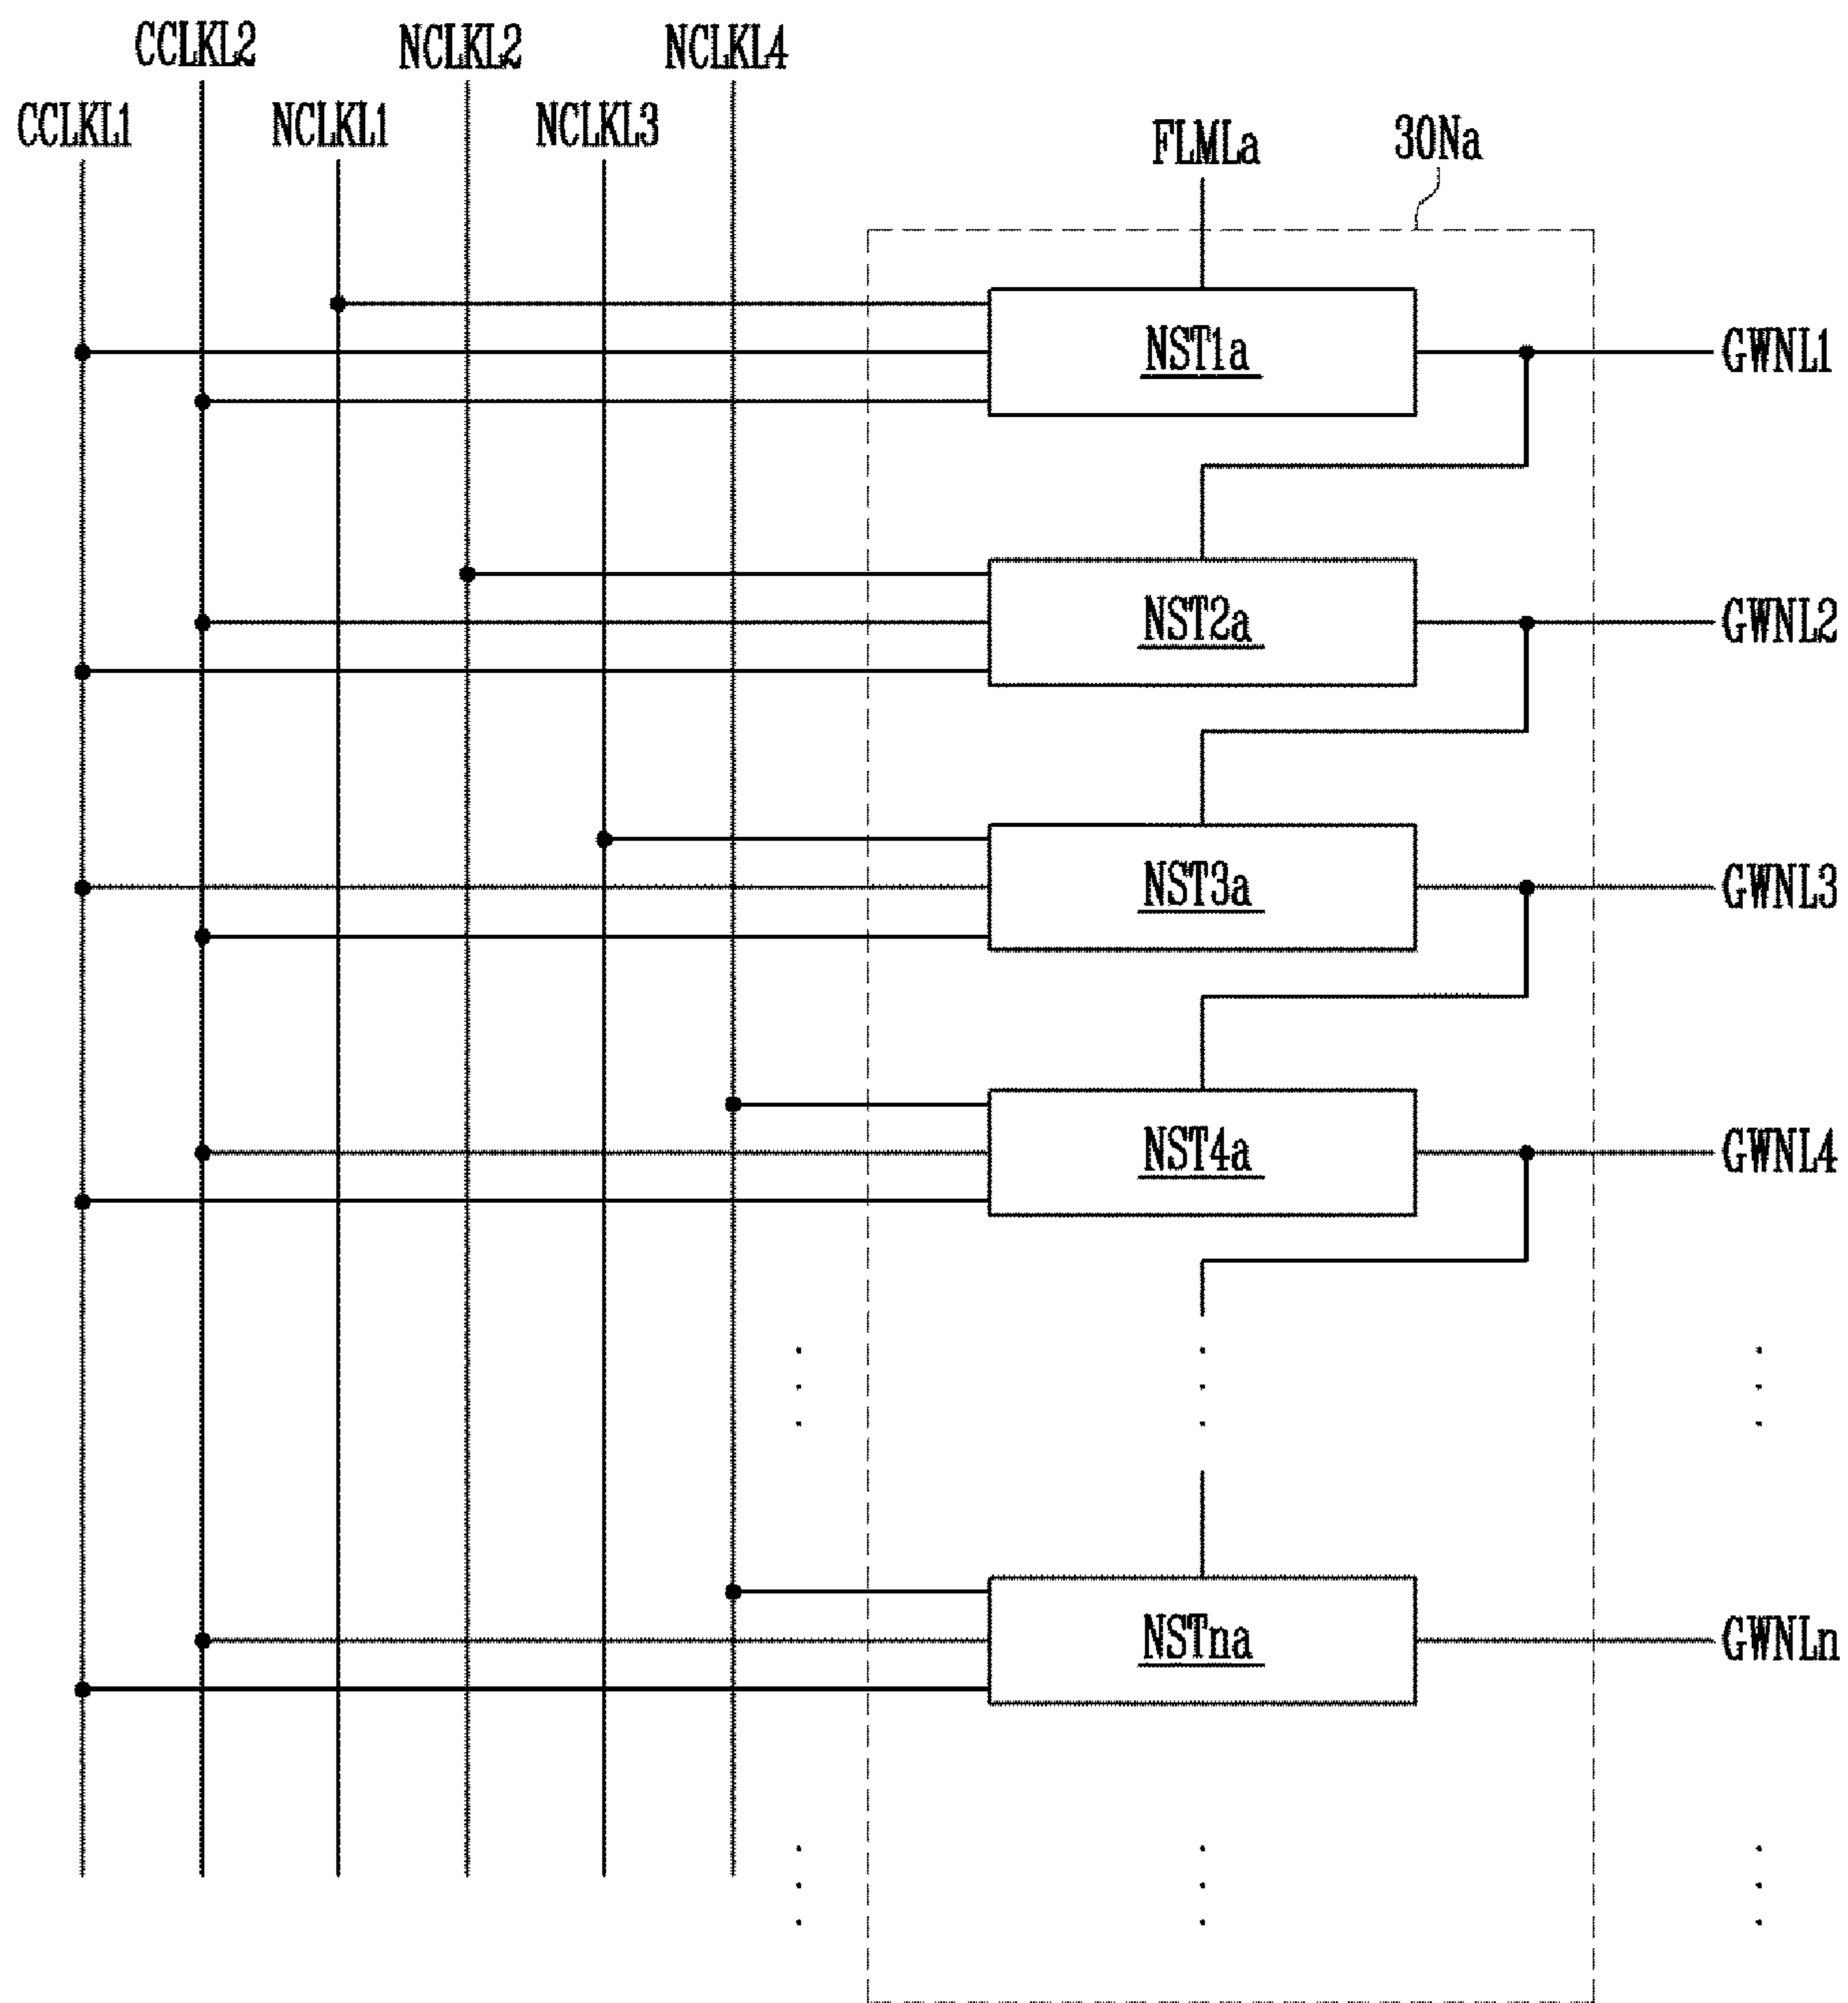 CCLKL2
NCLKL2
NCLKL4
CCLKL1
NCLKL1
NCLKL3
FLMLa
30Na
NST1a
GWNL1
NST2a
GWNL2
NST3a
GWNL3
NST4a
GWNL4
NSTna
GWNLn